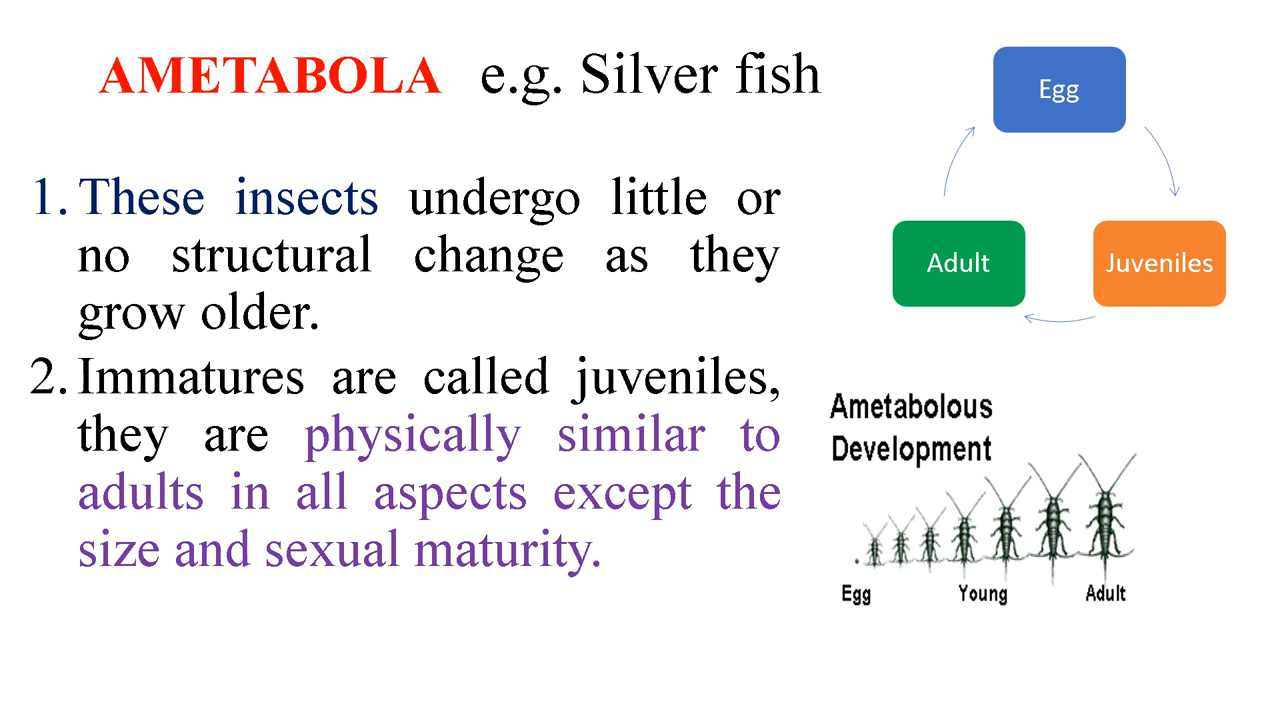 AMETABOLA e.g. Silver fish
1. These insects undergo little or
no structural change as they
grow older.
2. Immatures are called juveniles,
they are physically similar to
adults in all aspects except the
size and sexual maturity.
Egg
Adult
Juveniles
Ametabolous
Development
Egg
Young
Adult